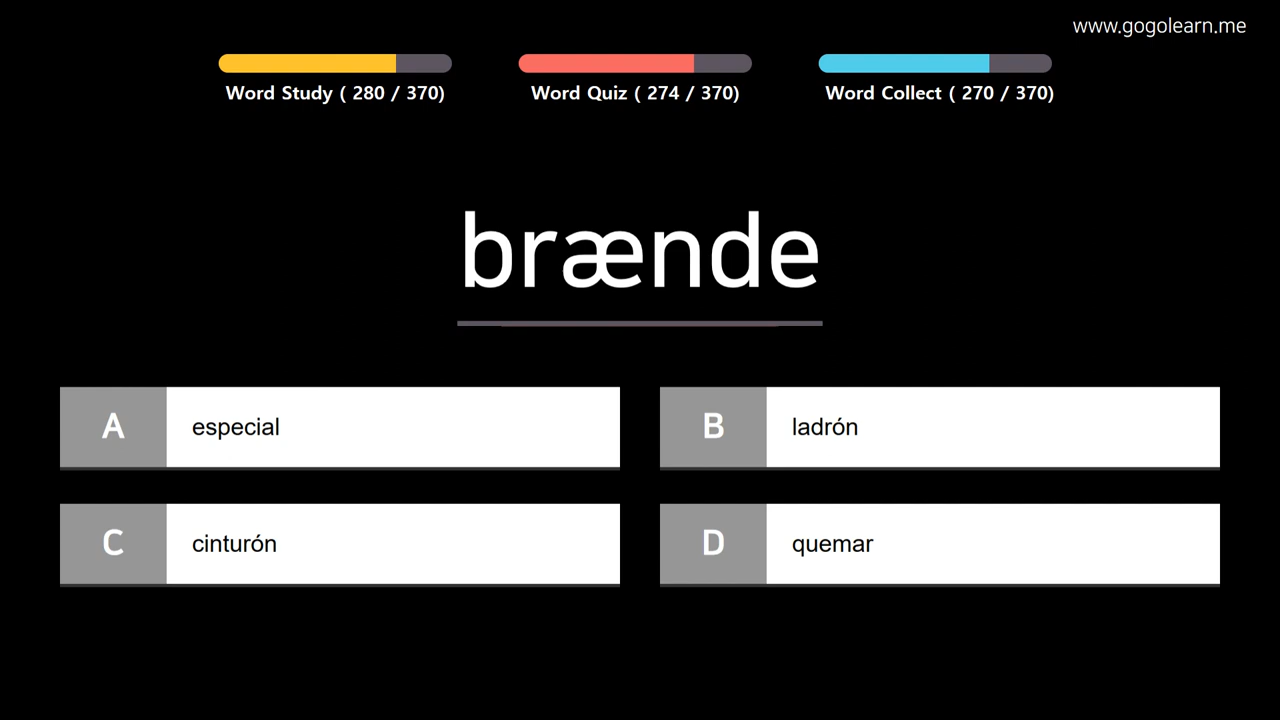 www.gogolearn.me
Word Study ( 280 / 370)
Word Quiz ( 274 / 370)
Word Collect ( 270 / 370)
brænde
A especial
B ladrón
C cinturón
D quemar